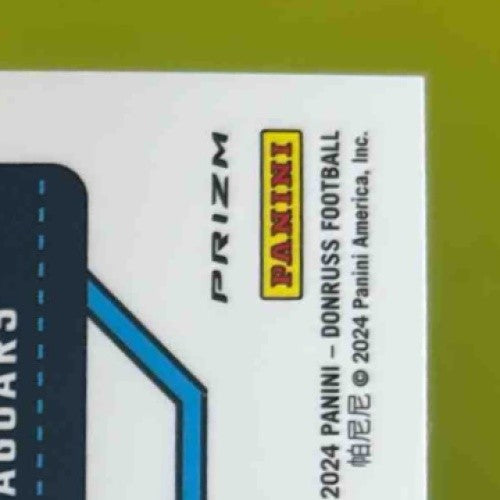 PRIZM
PANINI
2024 PANINI – DONRUSS FOOTBALL
帕尼尼 © 2024 Panini America, Inc.